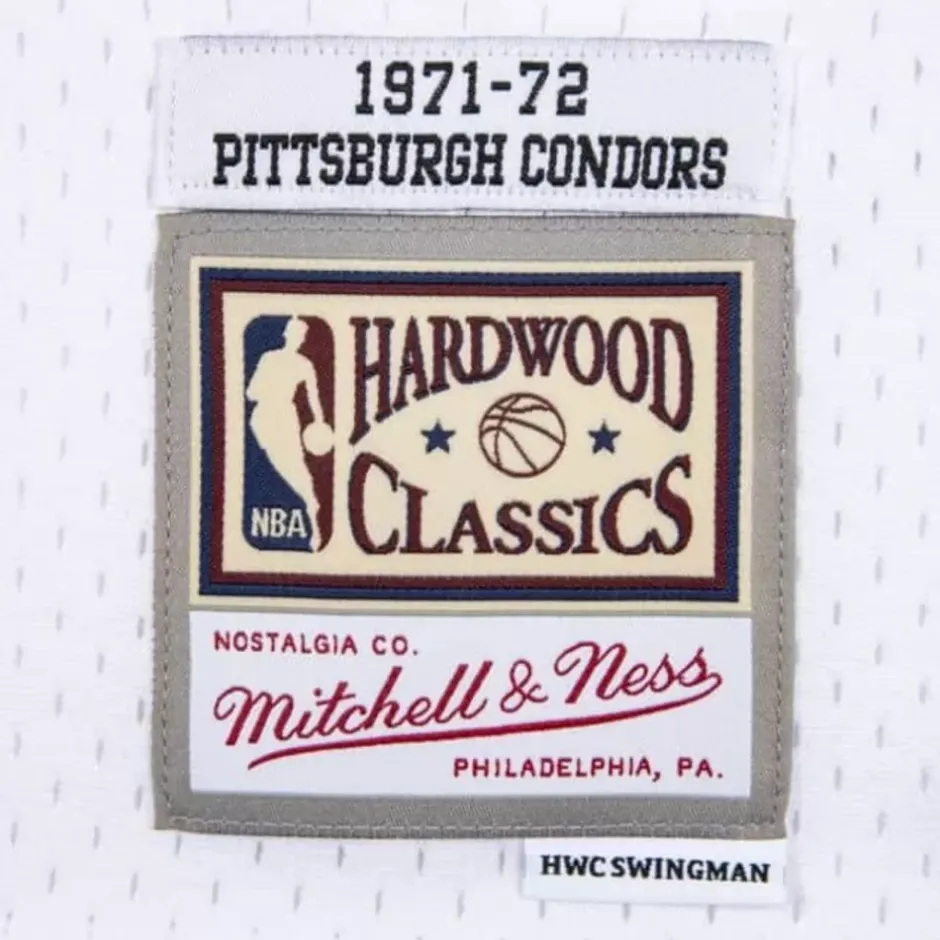 1971-72
PITTSBURGH CONDORS
HARDWOOD
CLASSICS
NBA
NOSTALGIA CO.
Mitchell & Ness
PHILADELPHIA, PA.
HWC SWINGMAN